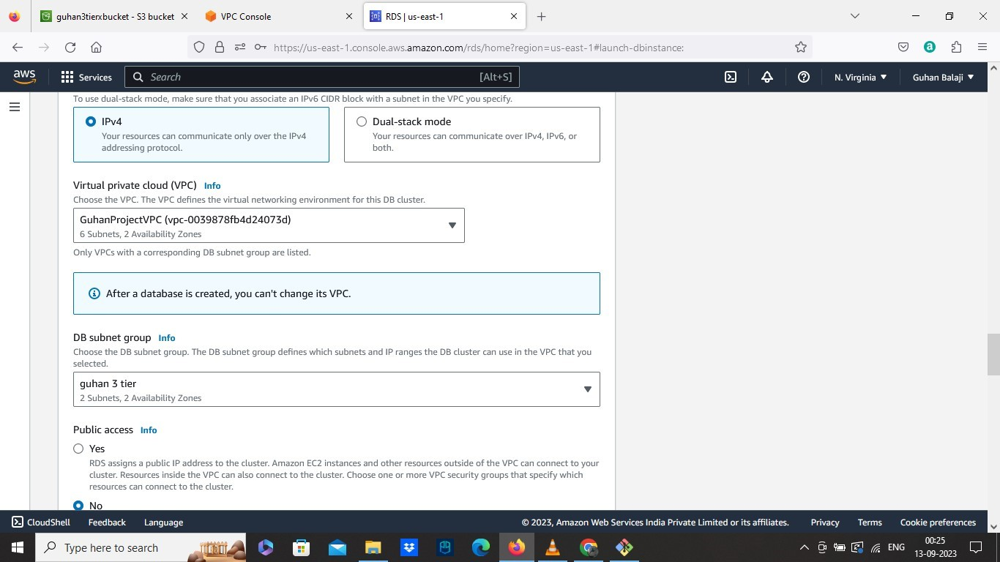 guhan3tierxbucket - S3 bucket
VPC Console
RDS | us-east-1
https://us-east-1.console.aws.amazon.com/rds/home?region=us-east-1#launch-dbinstance:
aws
Services
Search
[Alt+S]
N. Virginia
Guhan Balaji
To use dual-stack mode, make sure that you associate an IPv6 CIDR block with a subnet in the VPC you specify.
IPv4
Your resources can communicate only over the IPv4
addressing protocol.
Dual-stack mode
Your resources can communicate over IPv4, IPv6, or
both.
Virtual private cloud (VPC) Info
Choose the VPC. The VPC defines the virtual networking environment for this DB cluster.
GuhanProjectVPC (vpc-0039878fb4d24073d)
6 Subnets, 2 Availability Zones
Only VPCs with a corresponding DB subnet group are listed.
After a database is created, you can't change its VPC.
DB subnet group Info
Choose the DB subnet group. The DB subnet group defines which subnets and IP ranges the DB cluster can use in the VPC that you
selected.
guhan 3 tier
2 Subnets, 2 Availability Zones
Public access Info
Yes
RDS assigns a public IP address to the cluster. Amazon EC2 instances and other resources outside of the VPC can connect to your
cluster. Resources inside the VPC can also connect to the cluster. Choose one or more VPC security groups that specify which
resources can connect to the cluster.
No
CloudShell
Feedback
Language
© 2023, Amazon Web Services India Private Limited or its affiliates.
Privacy
Terms
Cookie preferences
Type here to search
ENG
00:25
13-09-2023